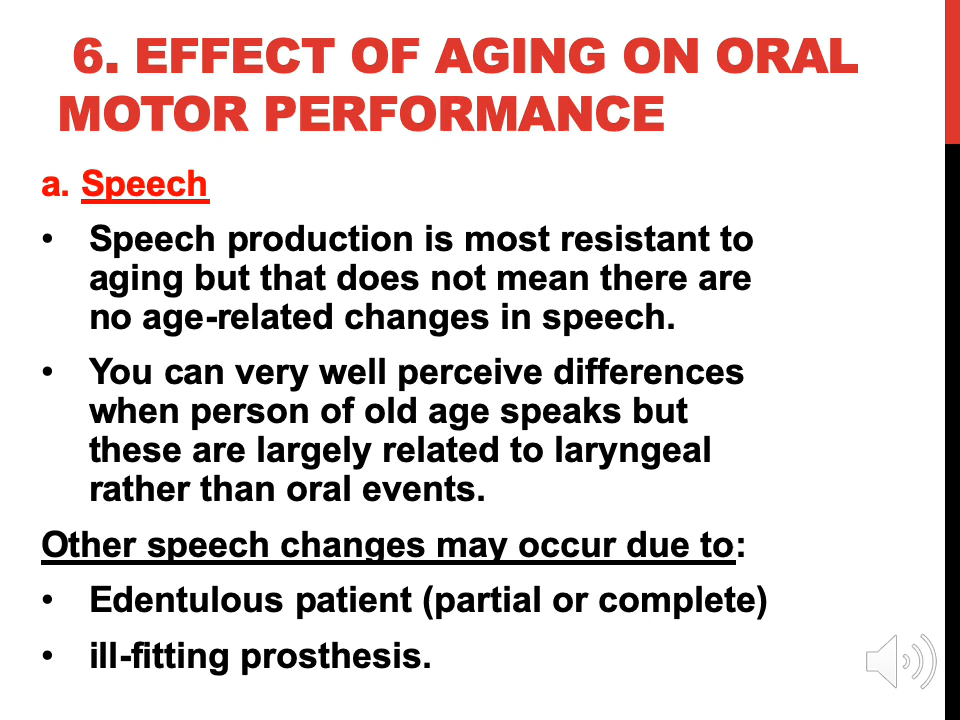 6. EFFECT OF AGING ON ORAL
MOTOR PERFORMANCE
a. Speech
• Speech production is most resistant to
aging but that does not mean there are
no age-related changes in speech.
• You can very well perceive differences
when person of old age speaks but
these are largely related to laryngeal
rather than oral events.
Other speech changes may occur due to:
• Edentulous patient (partial or complete)
• ill-fitting prosthesis.